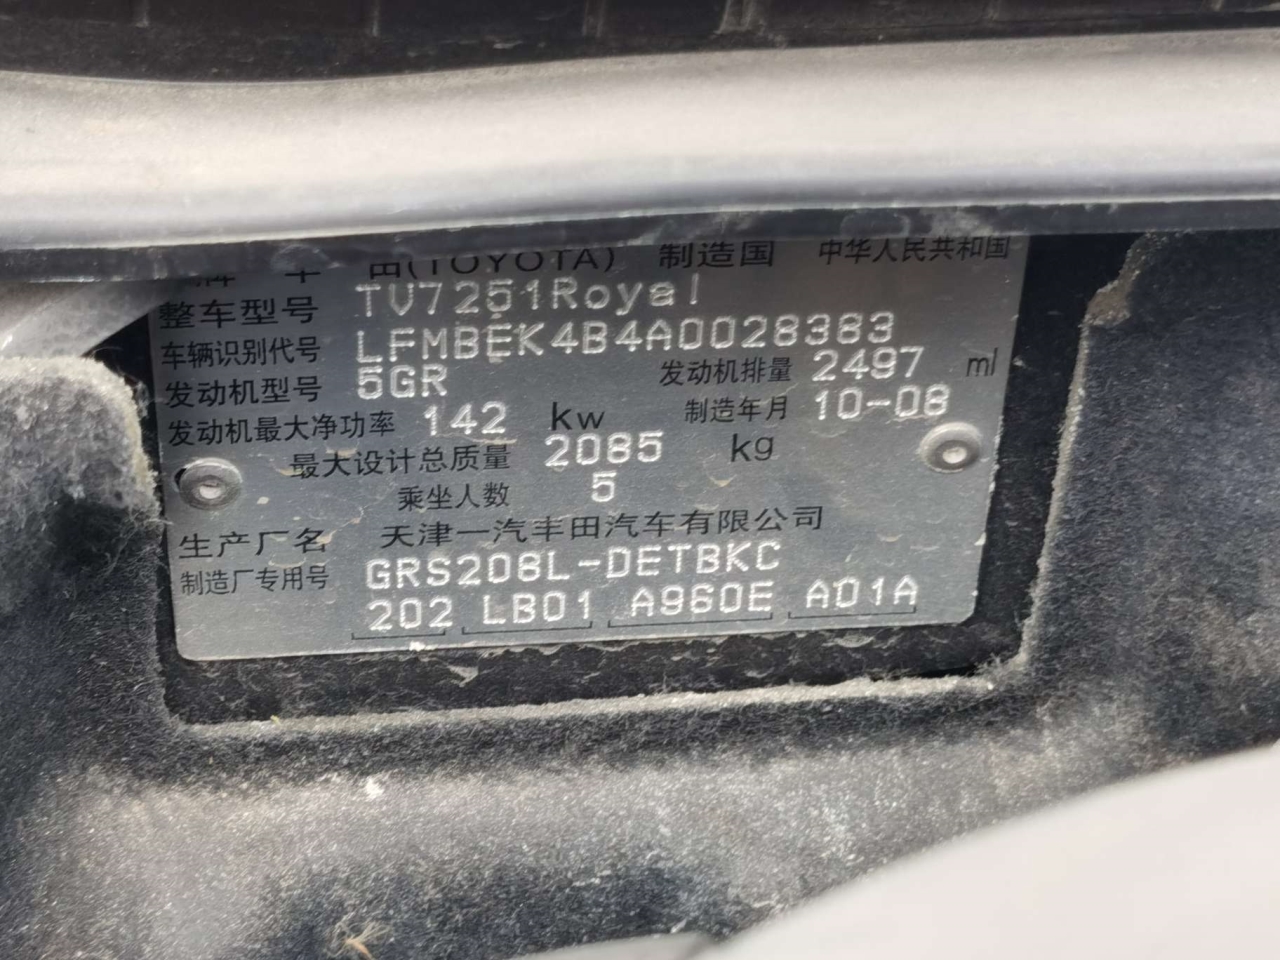 牌 车 田(TOYOTA) 制造国 中华人民共和国
整车型号 TV7251Royal
车辆识别代号 LFMBEK4B4A0028383
发动机型号 5GR 发动机排量 2497 ml
发动机最大净功率 142 kw 制造年月 10-08
最大设计总质量 2085 kg
乘坐人数 5
生产厂名 天津一汽丰田汽车有限公司
制造厂专用号 GRS208L-DETBKC
202 LB01 A960E A01A